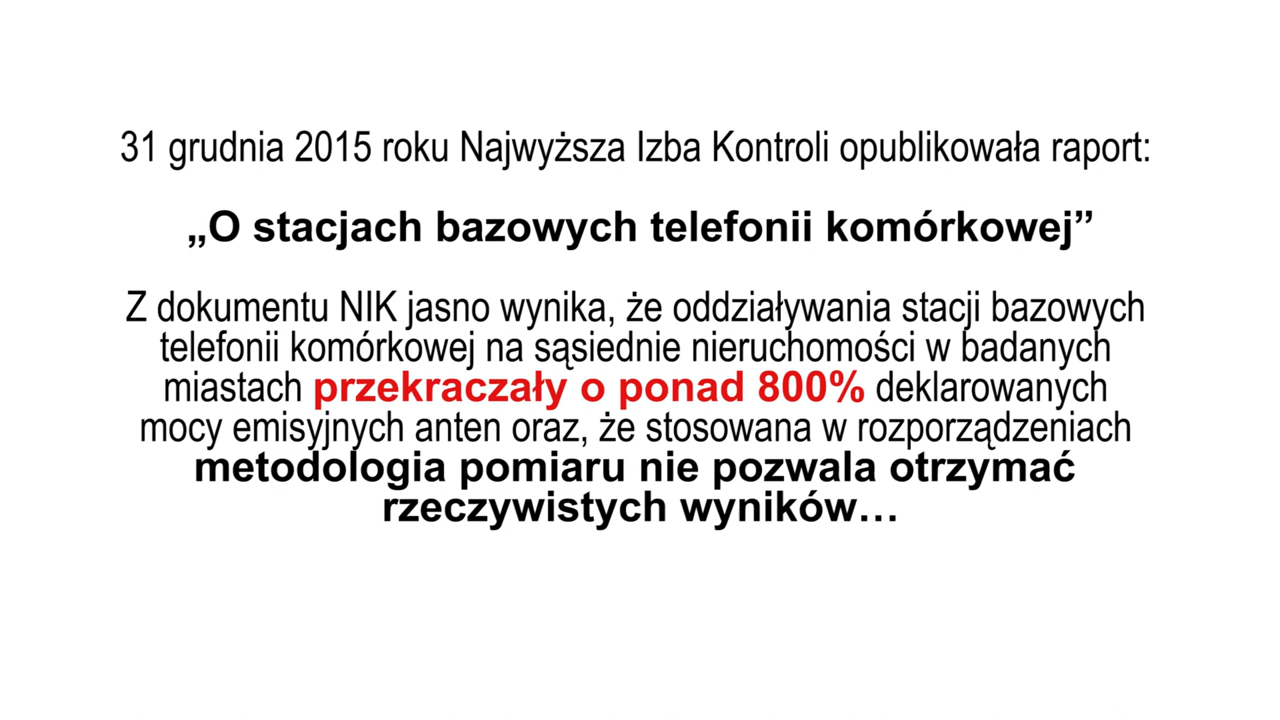 31 grudnia 2015 roku Najwyższa Izba Kontroli opublikowała raport:
„O stacjach bazowych telefonii komórkowej”
Z dokumentu NIK jasno wynika, że oddziaływania stacji bazowych
telefonii komórkowej na sąsiednie nieruchomości w badanych
miastach przekraczały o ponad 800% deklarowanych
mocy emisyjnych anten oraz, że stosowana w rozporządzeniach
metodologia pomiaru nie pozwala otrzymać
rzeczywistych wyników…